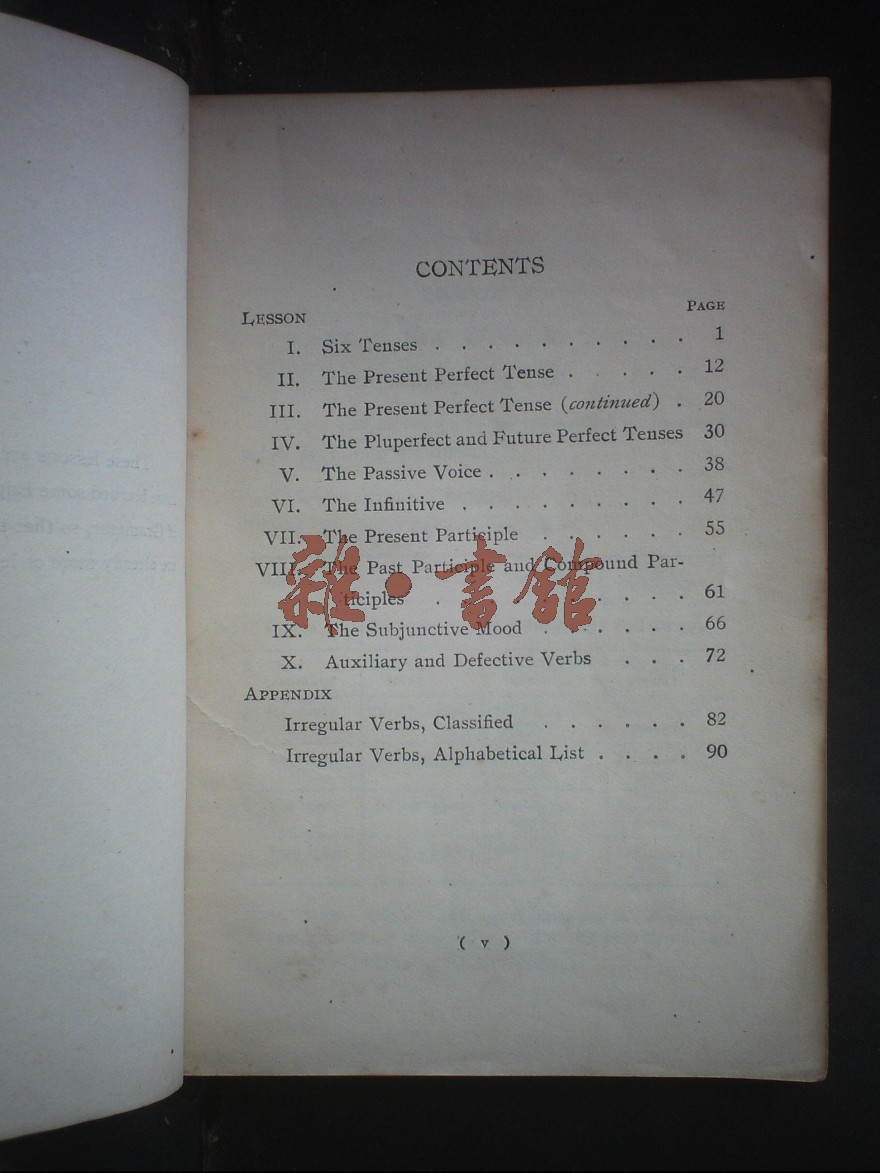 CONTENTS
LESSON PAGE
I. Six Tenses . . . . . . . . . . 1
II. The Present Perfect Tense . . . . . 12
III. The Present Perfect Tense (continued) . 20
IV. The Pluperfect and Future Perfect Tenses 30
V. The Passive Voice . . . . . . . . 38
VI. The Infinitive . . . . . . . . . 47
VII. The Present Participle . . . . . . 55
VIII. The Past Participle and Compound Par-
ticiples . . . . . . . 61
IX. The Subjunctive Mood . . . . . . 66
X. Auxiliary and Defective Verbs . . . 72
APPENDIX
Irregular Verbs, Classified . . . . . . 82
Irregular Verbs, Alphabetical List . . . . 90
( v )
雜·書館